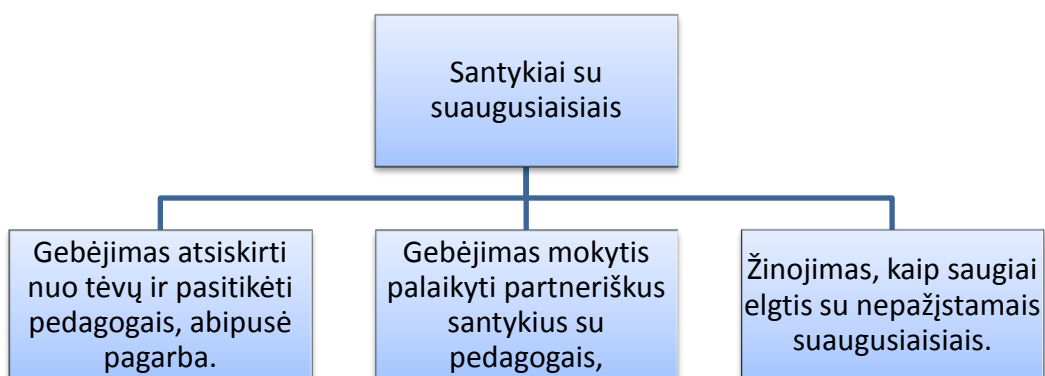 Santykiai su
suaugusiaisiais
Gebėjimas atsiskirti
nuo tėvų ir pasitikėti
pedagogais, abipusė
pagarba.
Gebėjimas mokytis
palaikyti partneriškus
santykius su
pedagogais,
Žinojimas, kaip saugiai
elgtis su nepažįstamais
suaugusiaisiais.